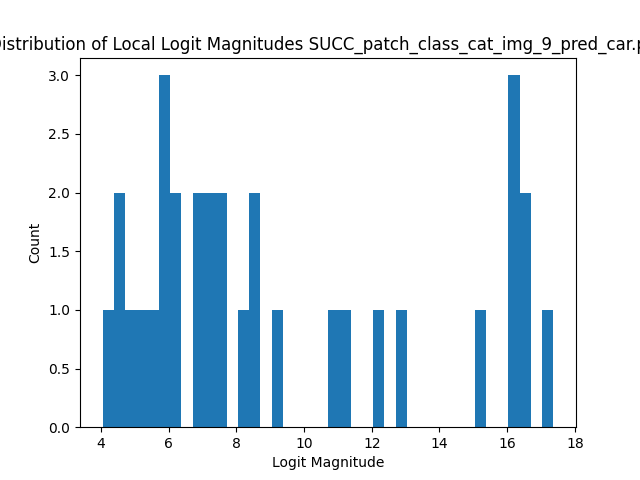 Distribution of Local Logit Magnitudes SUCC_patch_class_cat_img_9_pred_car.p
3.0
2.5
2.0
1.5
1.0
0.5
0.0
Count
4 6 8 10 12 14 16 18
Logit Magnitude